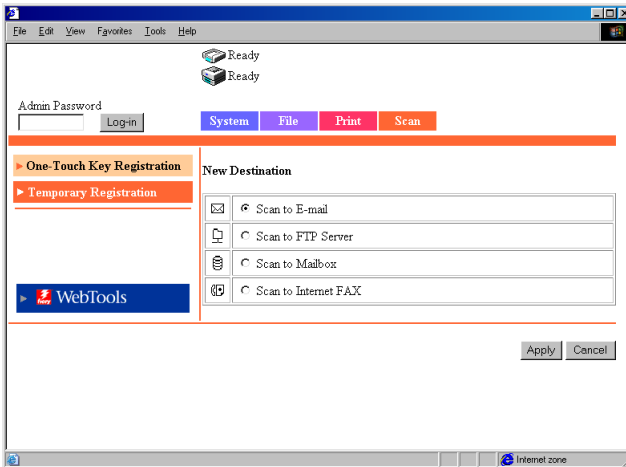 File Edit View Favorites Tools Help
Ready
Ready
Admin Password
Log-in
System File Print Scan
One-Touch Key Registration
Temporary Registration
fiery WebTools
New Destination
Scan to E-mail
Scan to FTP Server
Scan to Mailbox
Scan to Internet FAX
Apply Cancel
Internet zone